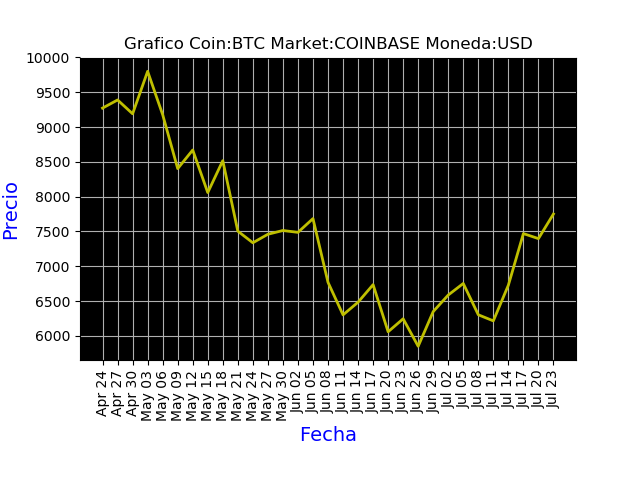 Grafico Coin:BTC Market:COINBASE Moneda:USD
10000
9500
9000
8500
8000
7500
7000
6500
6000
Precio
Apr 24
Apr 27
Apr 30
May 03
May 06
May 09
May 12
May 15
May 18
May 21
May 24
May 27
May 30
Jun 02
Jun 05
Jun 08
Jun 11
Jun 14
Jun 17
Jun 20
Jun 23
Jun 26
Jun 29
Jul 02
Jul 05
Jul 08
Jul 11
Jul 14
Jul 17
Jul 20
Jul 23
Fecha